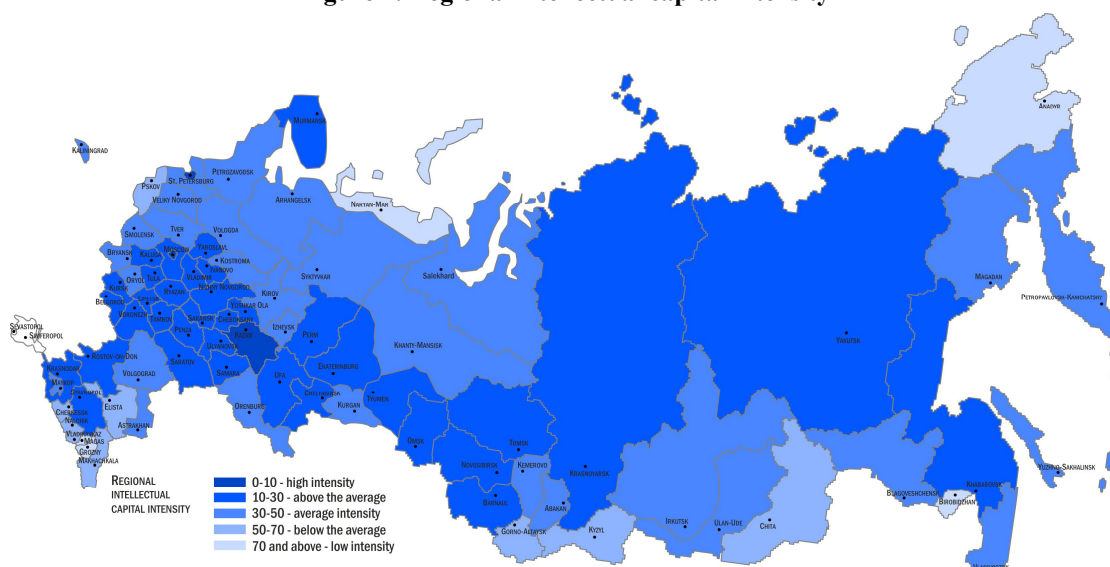 Murmansk
Anadyr
Kaliningrad
Petrozavodsk
St. Petersburg
Pskov
Veliky Novgorod
Arhangelsk
Naryan-Mar
Smolensk
Tver
Vologda
Bryansk
Kaluga
Moscow
Yaroslavl
Kostroma
Ivanovo
Vladimir
Oryol
Tula
Kursk
Ryazan
Nizhny Novgorod
Syktyvkar
Salekhard
Magadan
Kirov
Belgorod
Lipetsk
Voronezh
Tambov
Yoshkar Ola
Cheboksary
Saransk
Penza
Kazan
Izhevsk
Perm
Ulyanovsk
Petropavlovsk-Kamchatsky
Sevastopol
Simferopol
Yakutsk
Khanty-Mansisk
Rostov-on-Don
Saratov
Samara
Ekaterinburg
Krasnodar
Volgograd
Ufa
Maykop
Stavropol
Chelyabinsk
Tyumen
Kurgan
Elista
Orenburg
Cherkessk
Nalchik
Astrakhan
Vladikavkaz
Magas
Grozny
Makhachkala
Omsk
Tomsk
Novosibirsk
Kemerovo
Krasnoyarsk
Barnaul
Abakan
Gorno-Altaysk
Kyzyl
Irkutsk
Ulan-Ude
Chita
Blagoveshchensk
Birobidzhan
Khabarovsk
Yuzhno-Sakhalinsk
Regional
intellectual
capital intensity
0-10 - high intensity
10-30 - above the average
30-50 - average intensity
50-70 - below the average
70 and above - low intensity